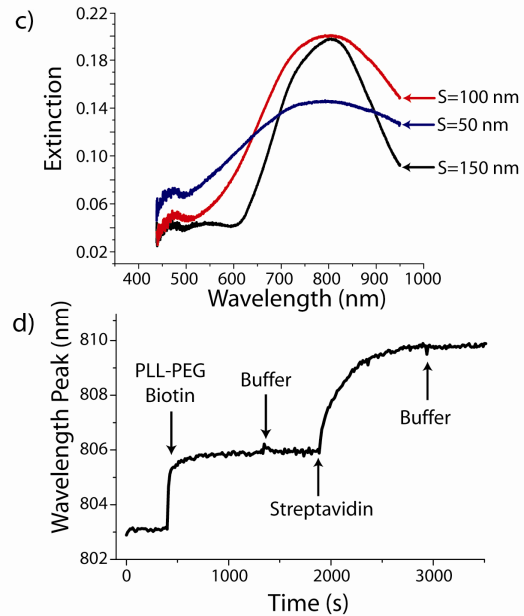 c)
0.22
0.18
0.14
0.10
0.06
0.02
Extinction
S=100 nm
S=50 nm
S=150 nm
400 500 600 700 800 900 1000
Wavelength (nm)
d)
810
808
806
804
802
Wavelength Peak (nm)
PLL-PEG
Biotin
Buffer
Streptavidin
Buffer
0 1000 2000 3000
Time (s)